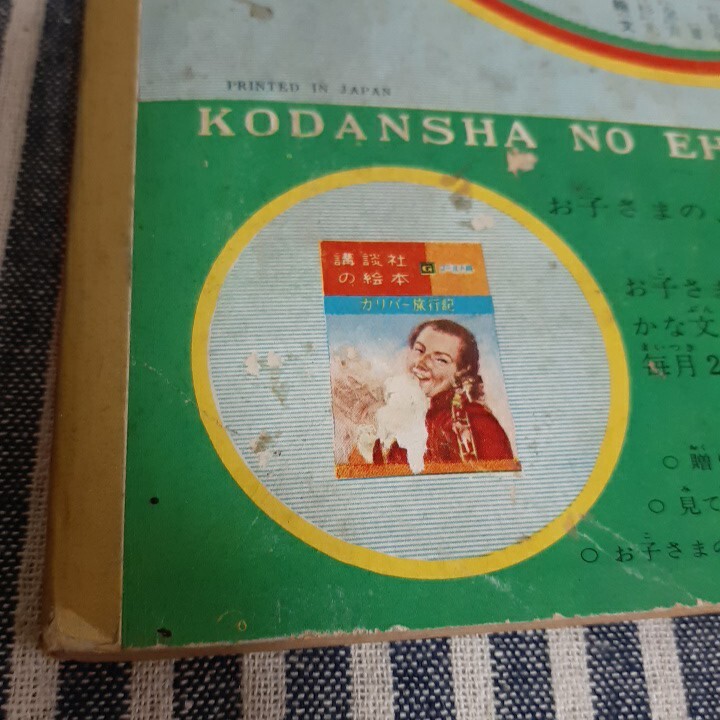 PRINTED IN JAPAN
KODANSHA NO EH
講談社
の絵本
G
ガリバー旅行記
お子さまの
お子さま
かな文
毎月2
○ 贈り
○ 見て
○ お子さまの